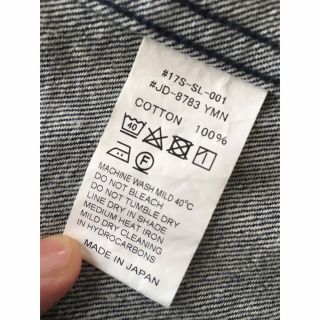 #17S-SL-001
#JD-8783 YMN
COTTON 100%
40
F
MACHINE WASH MILD 40℃
DO NOT BLEACH
DO NOT TUMBLE DRY
LINE DRY IN SHADE
MEDIUM HEAT IRON
MILD DRY CLEANING
IN HYDROCARBONS
MADE IN JAPAN